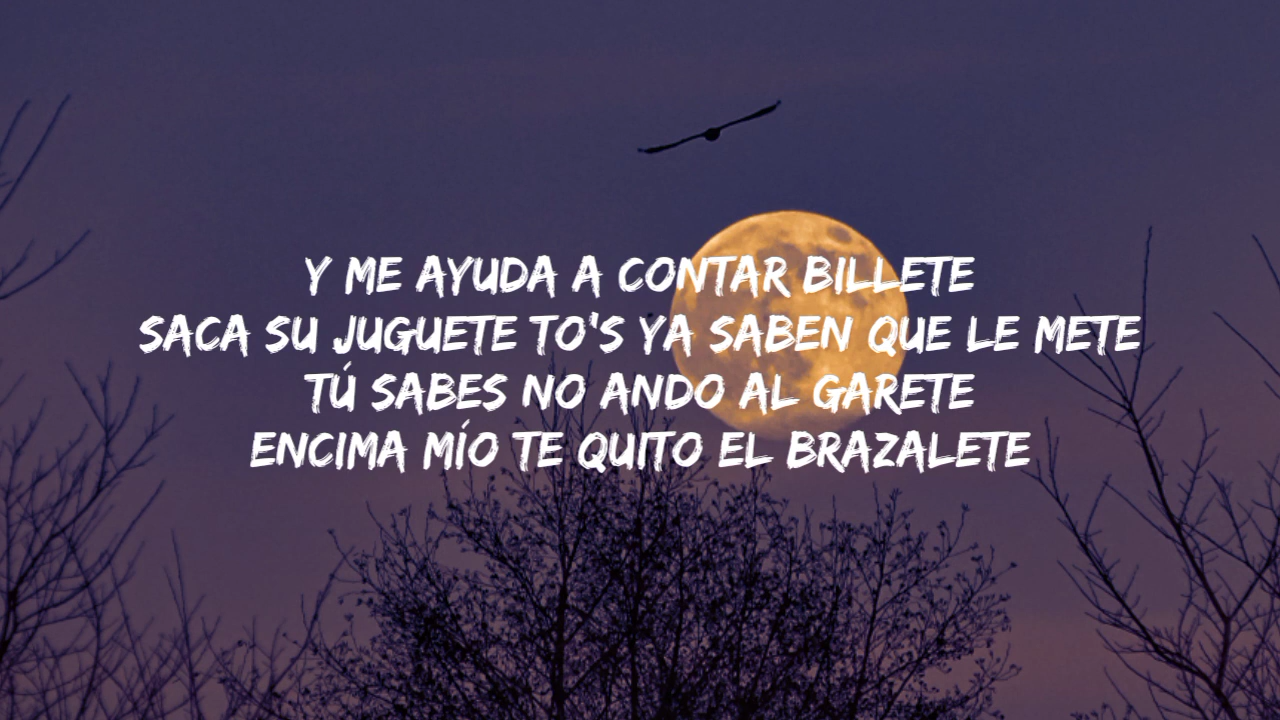 Y ME AYUDA A CONTAR BILLETE
SACA SU JUGUETE TO'S YA SABEN QUE LE METE
TÚ SABES NO ANDO AL GARETE
ENCIMA MÍO TE QUITO EL BRAZALETE